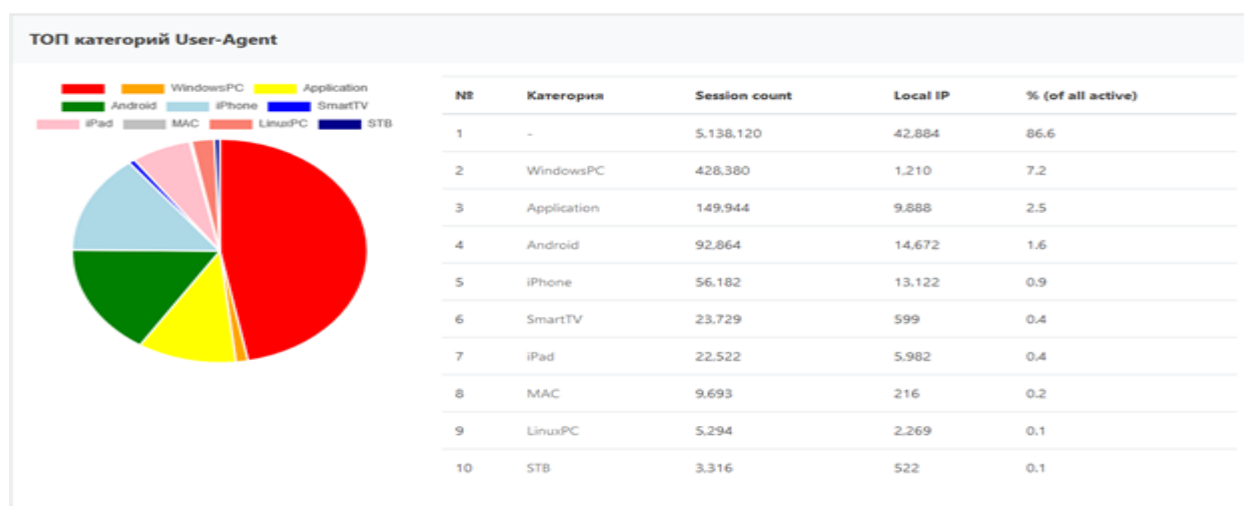 ТОП категорий User-Agent
WindowsPC Application
Android iPhone SmartTV
iPad MAC LinuxPC STB
№ Категория Session count Local IP % (of all active)
1 - 5,138,120 42,884 86.6
2 WindowsPC 428,380 1,210 7.2
3 Application 149,944 9,888 2.5
4 Android 92,864 14,672 1.6
5 iPhone 56,182 13,122 0.9
6 SmartTV 23,729 599 0.4
7 iPad 22,522 5,982 0.4
8 MAC 9,693 216 0.2
9 LinuxPC 5,294 2,269 0.1
10 STB 3,316 522 0.1